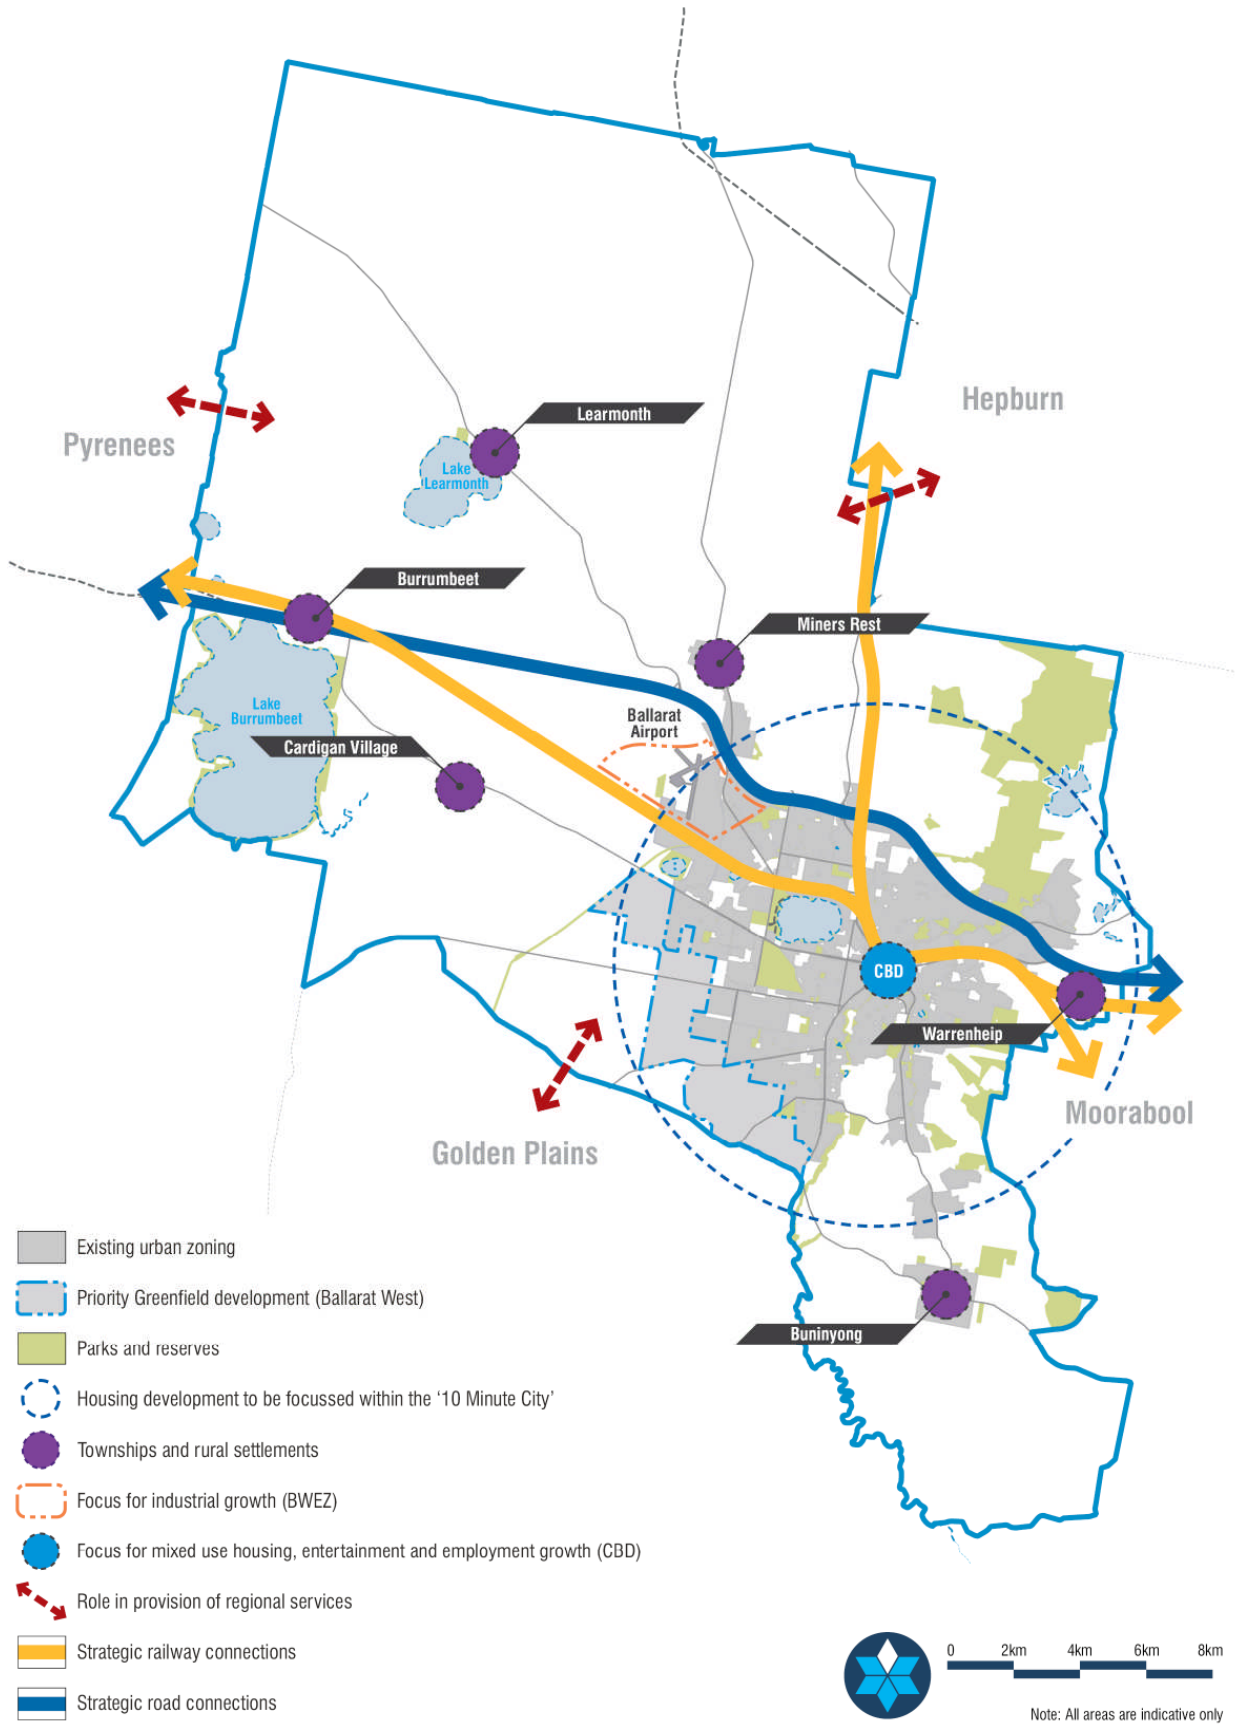 Hepburn
Learmonth
Pyrenees
Lake
Learmonth
Burrumbeet
Miners Rest
Lake
Burrumbeet
Ballarat
Airport
Cardigan Village
CBD
Warrenheip
Moorabool
Golden Plains
Buninyong
Existing urban zoning
Priority Greenfield development (Ballarat West)
Parks and reserves
Housing development to be focussed within the ‘10 Minute City’
Townships and rural settlements
Focus for industrial growth (BWEZ)
Focus for mixed use housing, entertainment and employment growth (CBD)
Role in provision of regional services
Strategic railway connections
Strategic road connections
0 2km 4km 6km 8km
Note: All areas are indicative only